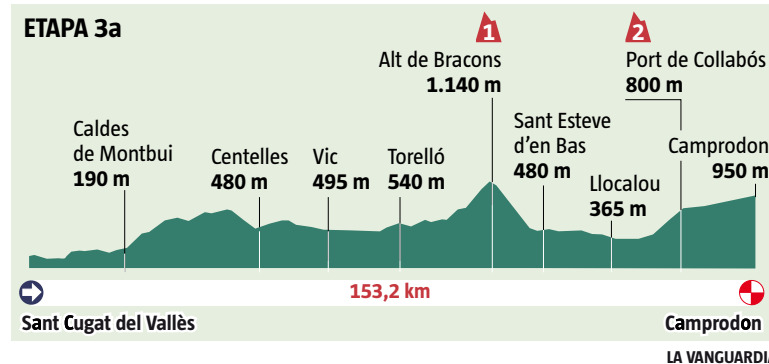 ETAPA 3a
1
2
Alt de Bracons
1.140 m
Port de Collabós
800 m
Caldes
de Montbui
190 m
Centelles
480 m
Vic
495 m
Torelló
540 m
Sant Esteve
d’en Bas
480 m
Llocalou
365 m
Camprodon
950 m
153,2 km
Sant Cugat del Vallès
Camprodon
LA VANGUARDIA